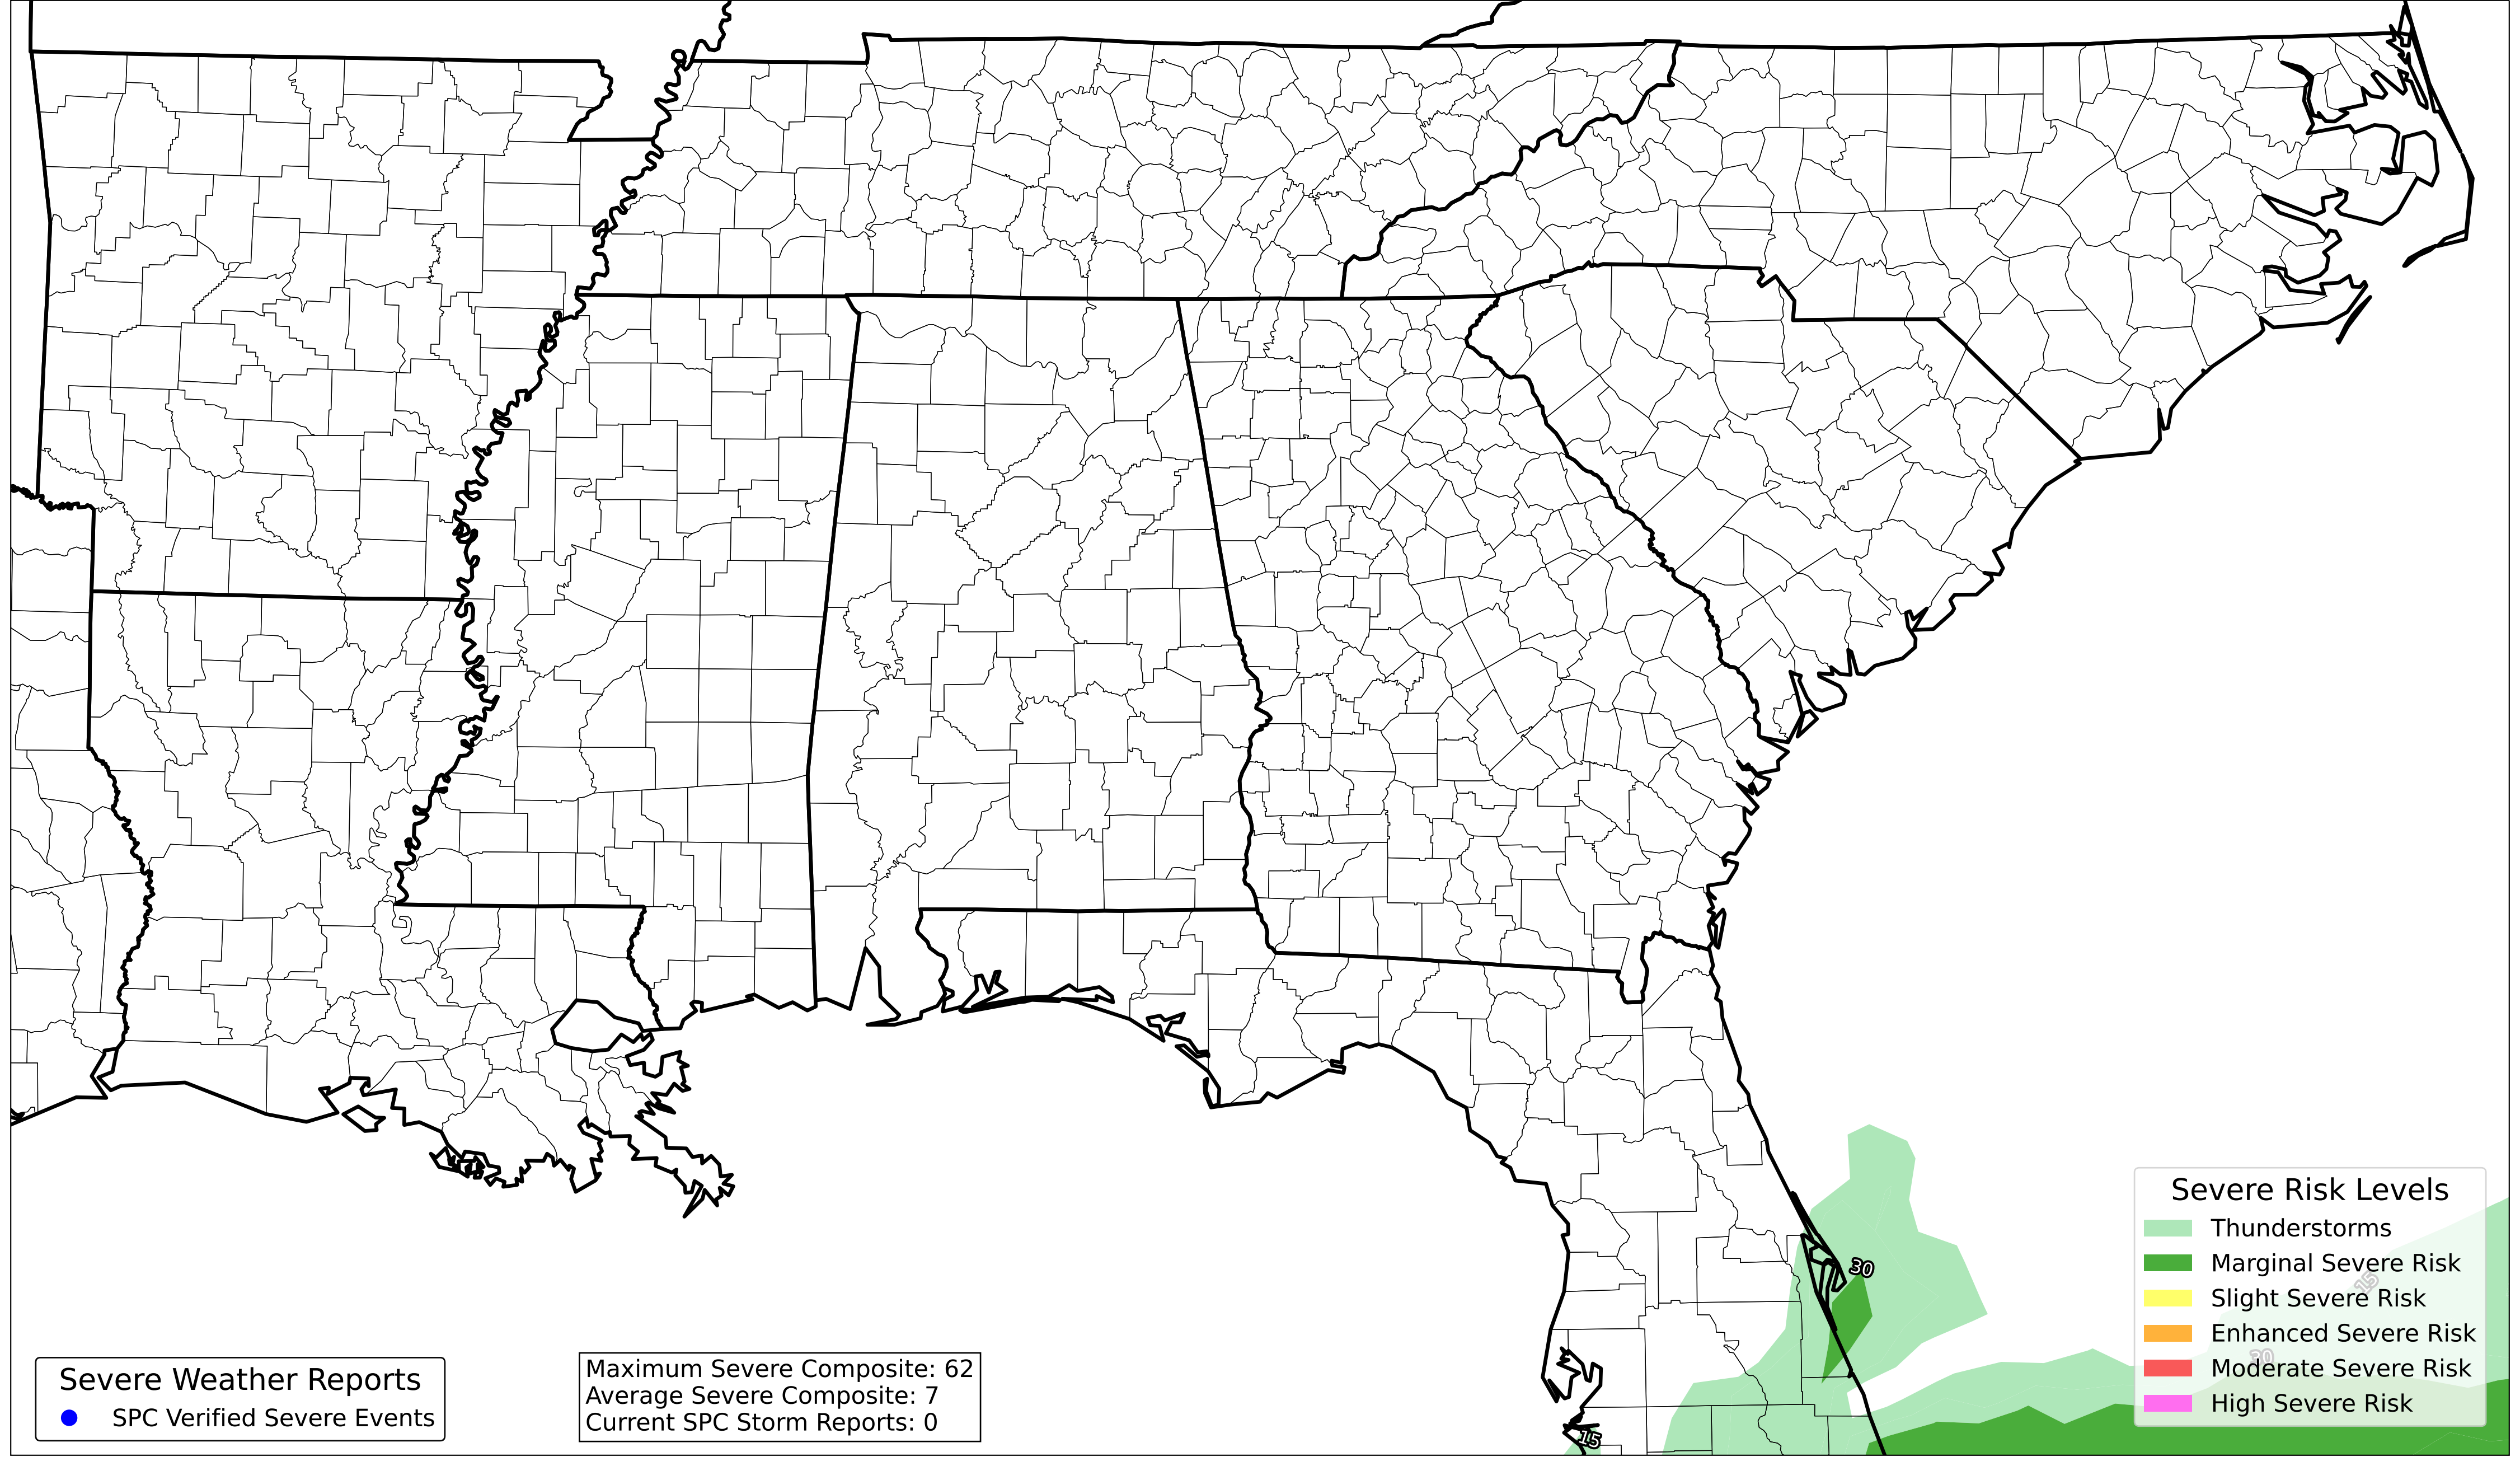 30
15
Severe Risk Levels
Thunderstorms
Marginal Severe Risk
Slight Severe Risk
Enhanced Severe Risk
Moderate Severe Risk
High Severe Risk
15
30
Severe Weather Reports
SPC Verified Severe Events
Maximum Severe Composite: 62
Average Severe Composite: 7
Current SPC Storm Reports: 0